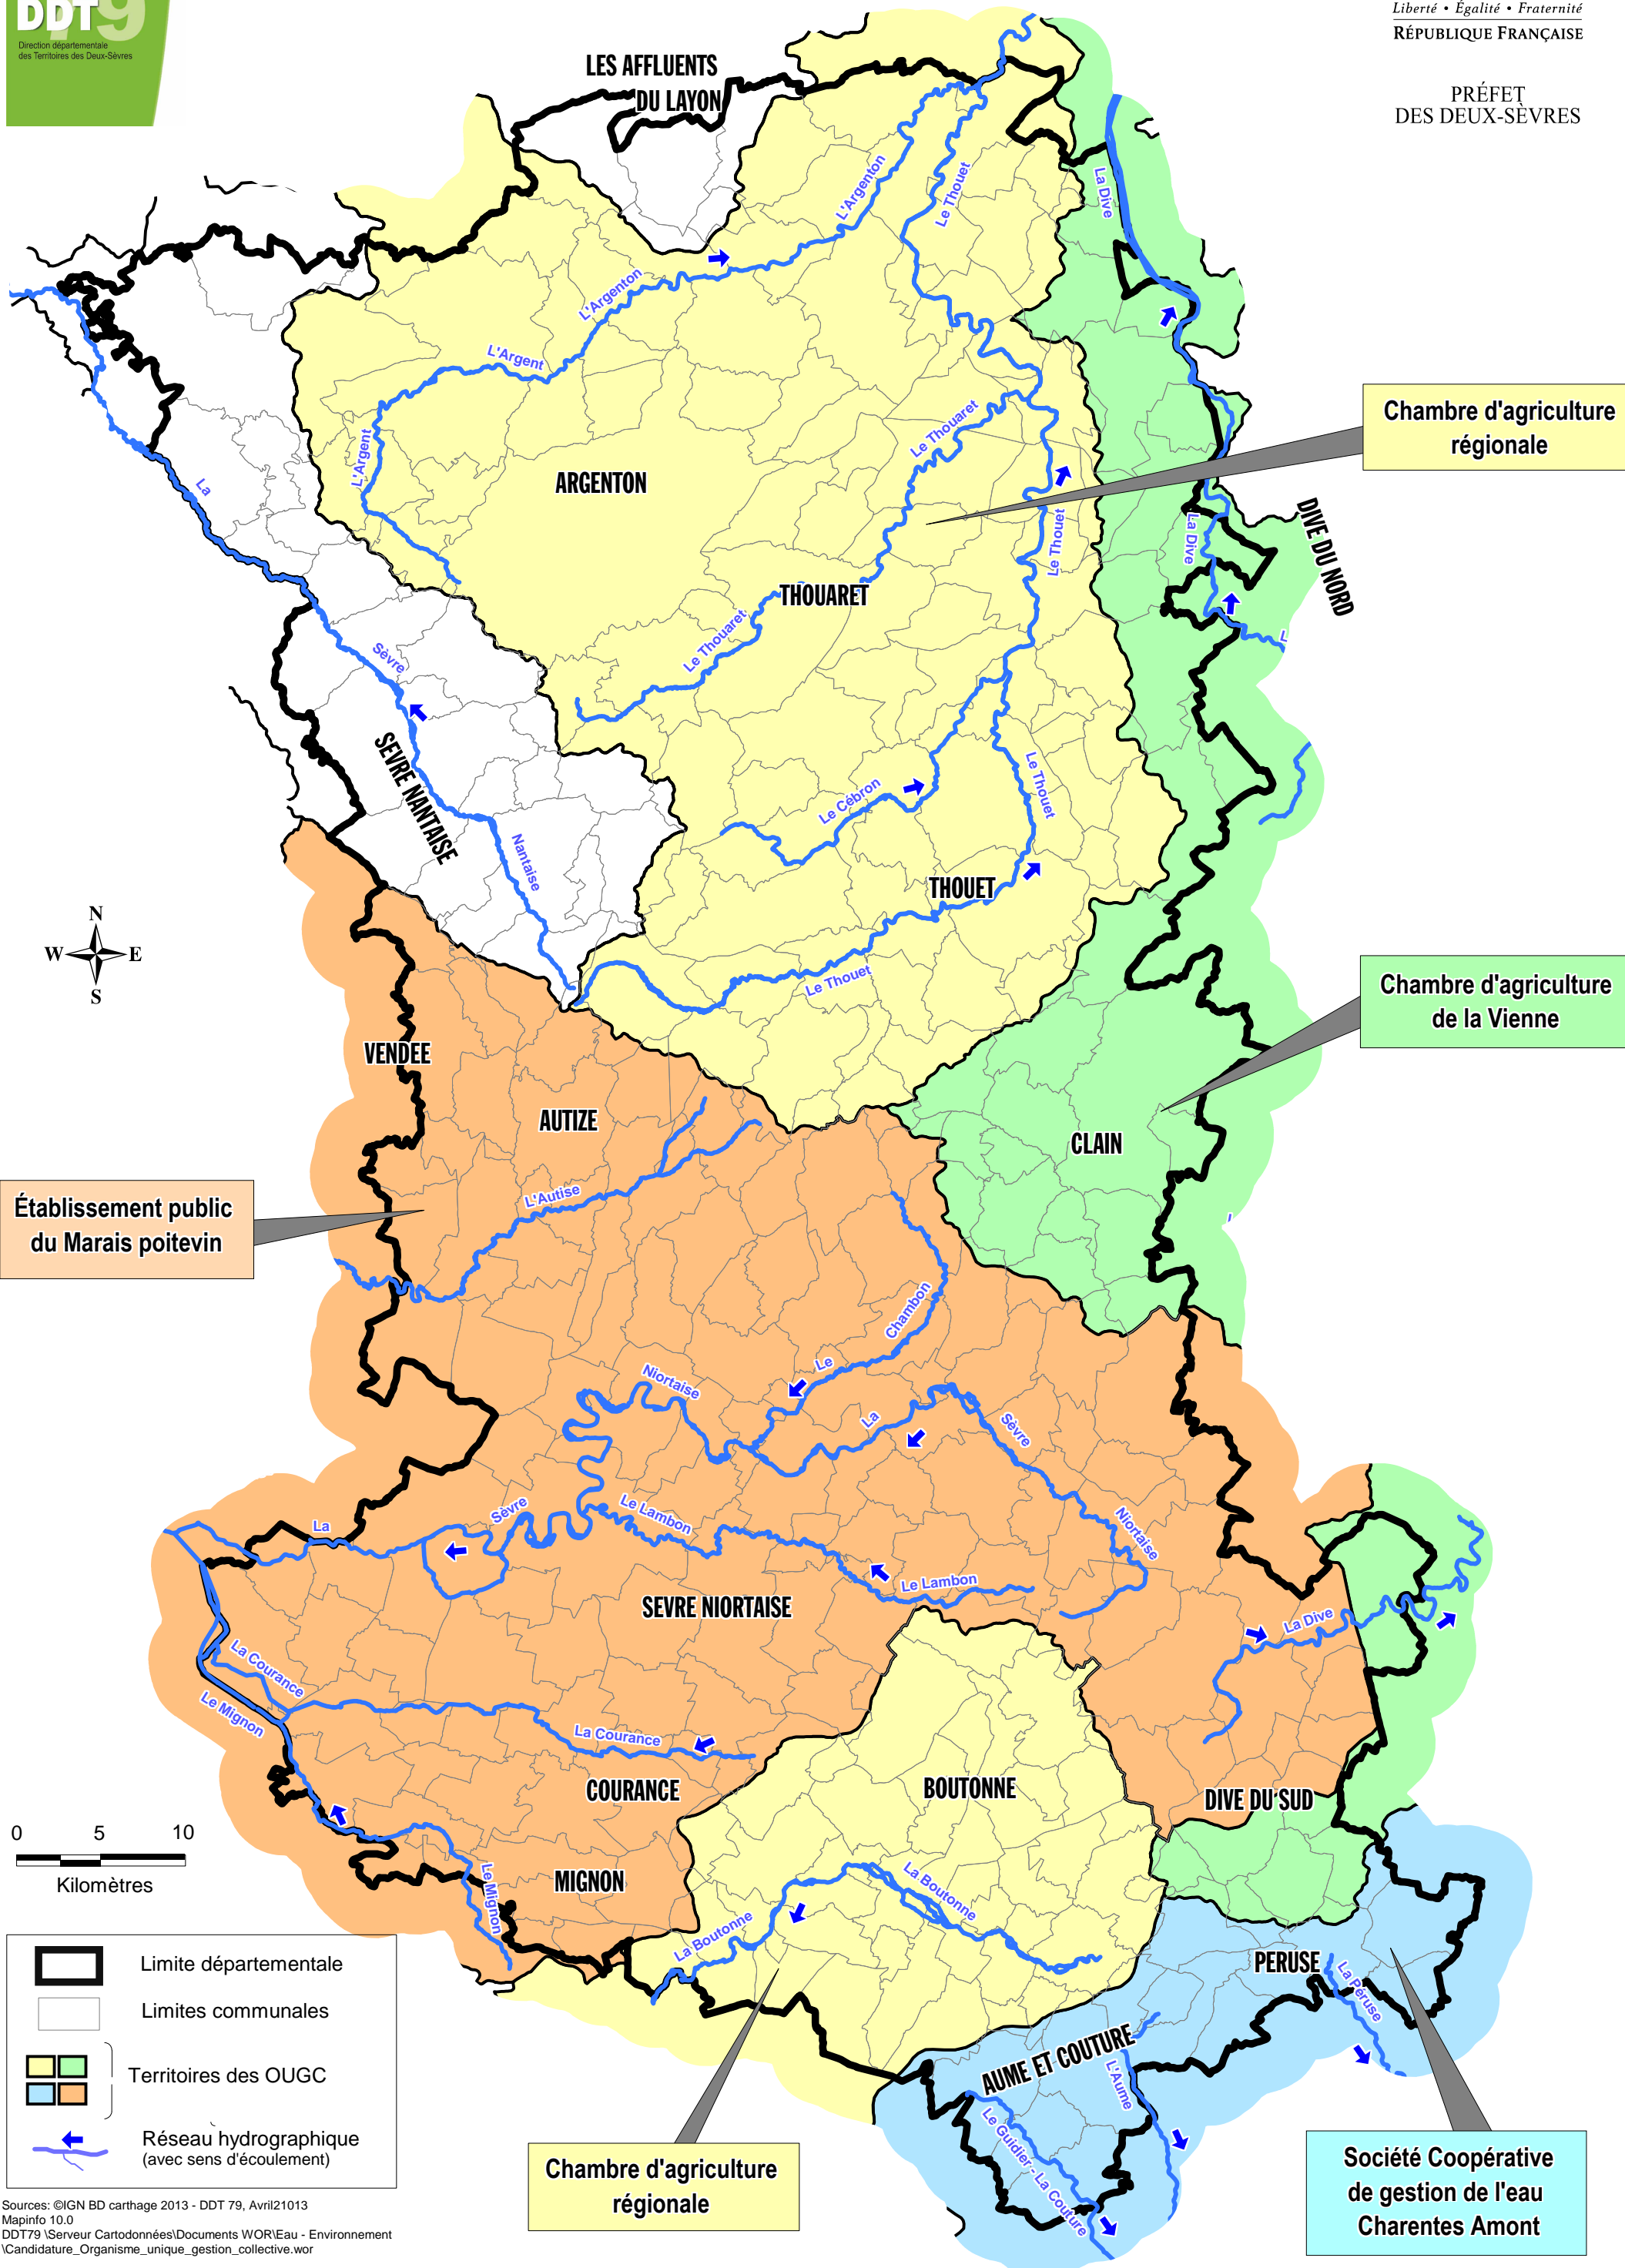 DDT79
Direction départementale
des Territoires des Deux-Sèvres
Liberté • Égalité • Fraternité
RÉPUBLIQUE FRANÇAISE
PRÉFET
DES DEUX-SÈVRES
LES AFFLUENTS
DU LAYON
L'Argenton
Le Thouet
La Dive
L'Argenton
L'Argent
L'Argent
Le Thouaret
Chambre d'agriculture
régionale
ARGENTON
La
Le Thouet
La Dive
DIVE DU NORD
THOUARET
Le Thouaret
Sèvre
SEVRE NANTAISE
Le Cébron
Le Thouet
Nantaise
THOUET
Le Thouet
N
W
E
S
Chambre d'agriculture
de la Vienne
VENDEE
AUTIZE
CLAIN
L'Autise
Établissement public
du Marais poitevin
Chambon
Le
Niortaise
La
Sèvre
Sèvre
Le Lambon
La
Niortaise
Le Lambon
SEVRE NIORTAISE
La Dive
La Courance
Le Mignon
La Courance
COURANCE
BOUTONNE
DIVE DU SUD
0 5 10
Kilomètres
MIGNON
Le Mignon
La Boutonne
La Boutonne
PERUSE
La Péruse
AUME ET COUTURE
L'Aume
Le Guidier - La Couture
Limite départementale
Limites communales
Territoires des OUGC
Réseau hydrographique
(avec sens d'écoulement)
Chambre d'agriculture
régionale
Société Coopérative
de gestion de l'eau
Charentes Amont
Sources: ©IGN BD carthage 2013 - DDT 79, Avril21013
Mapinfo 10.0
DDT79 \Serveur Cartodonnées\Documents WOR\Eau - Environnement
\Candidature_Organisme_unique_gestion_collective.wor